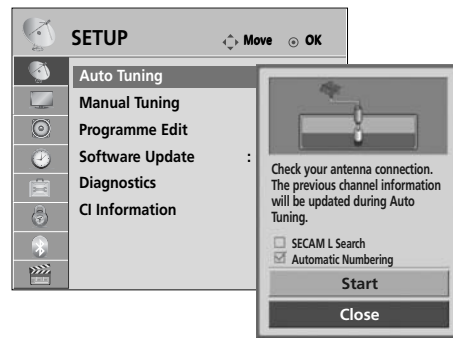 SETUP
Move OK
Auto Tuning
Manual Tuning
Programme Edit
Software Update :
Diagnostics
CI Information
Check your antenna connection.
The previous channel information
will be updated during Auto
Tuning.
SECAM L Search
Automatic Numbering
Start
Close